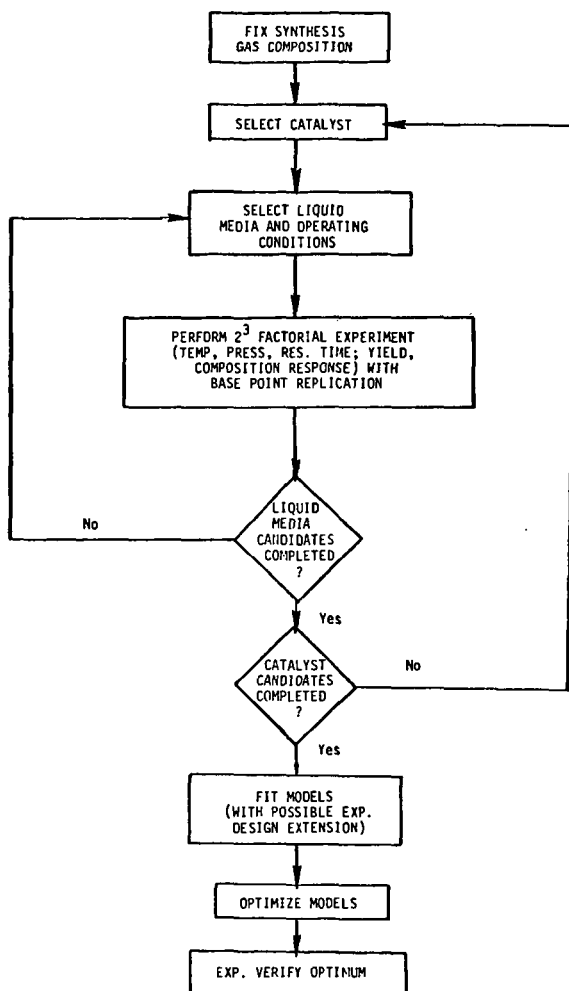 FIX SYNTHESIS
GAS COMPOSITION
SELECT CATALYST
SELECT LIQUID
MEDIA AND OPERATING
CONDITIONS
PERFORM 2³ FACTORIAL EXPERIMENT
(TEMP, PRESS, RES. TIME; YIELD,
COMPOSITION RESPONSE) WITH
BASE POINT REPLICATION
LIQUID
MEDIA
CANDIDATES
COMPLETED
?
No
Yes
CATALYST
CANDIDATES
COMPLETED
?
No
Yes
FIT MODELS
(WITH POSSIBLE EXP.
DESIGN EXTENSION)
OPTIMIZE MODELS
EXP. VERIFY OPTIMUM